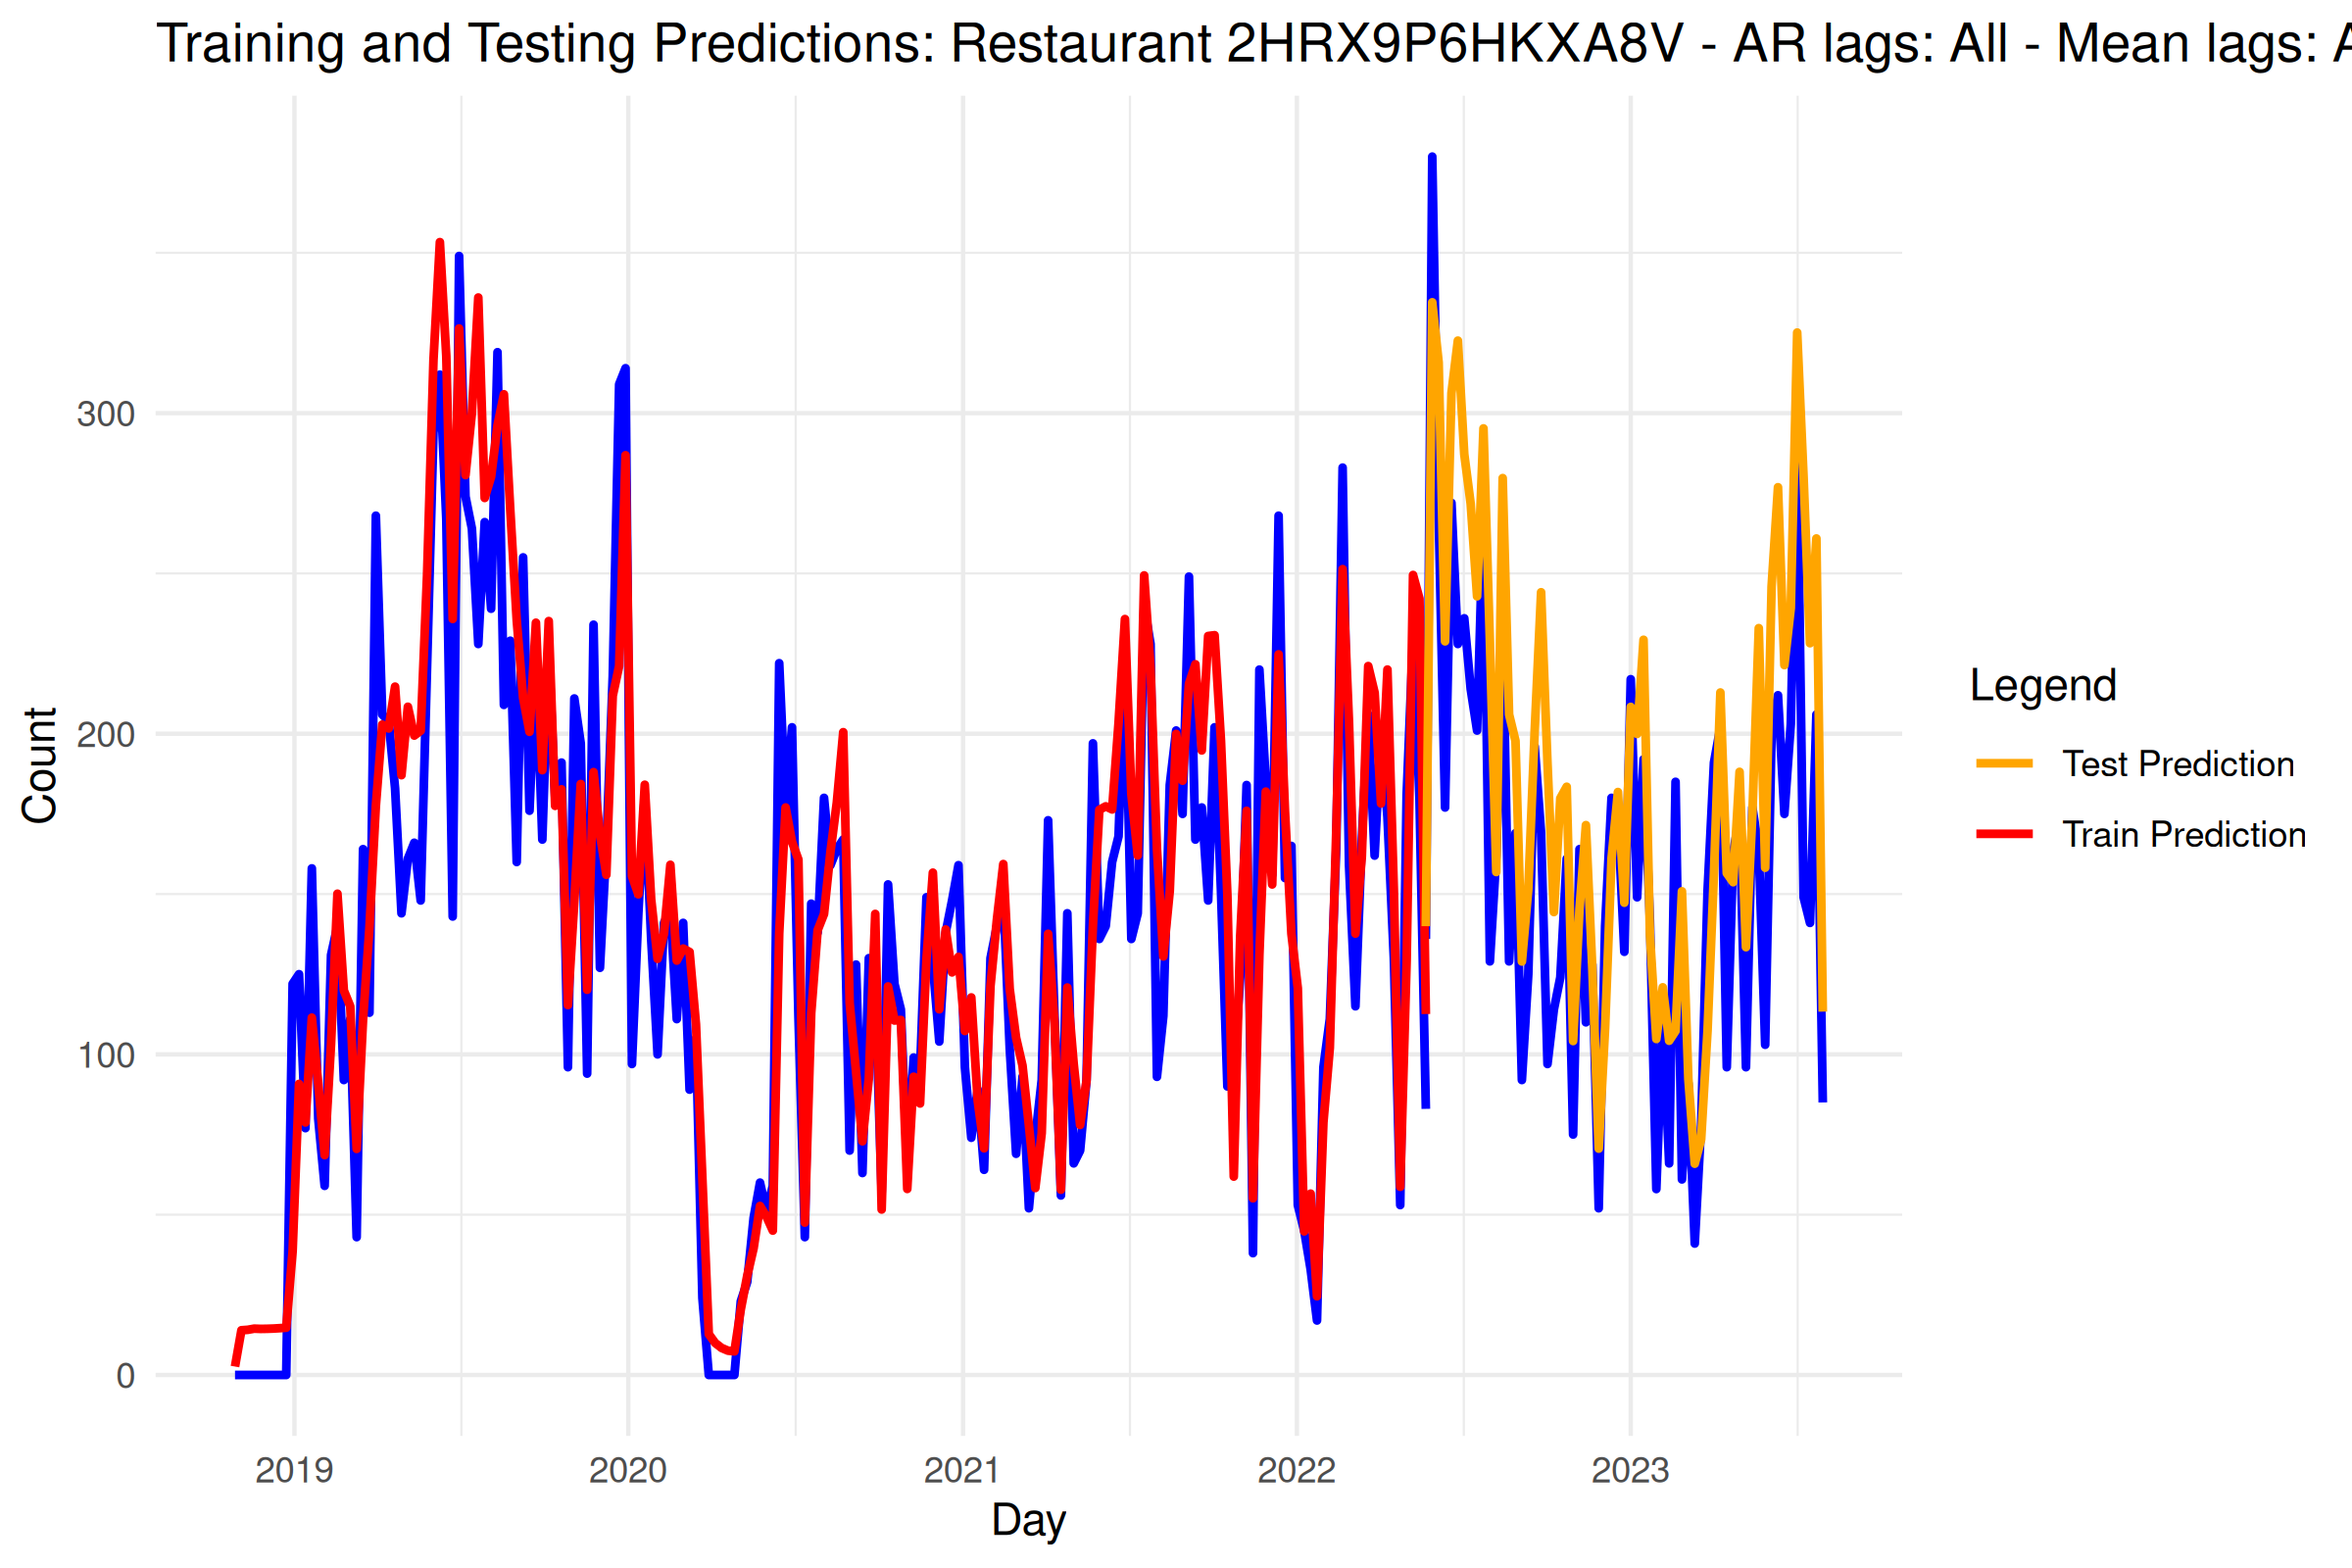 Training and Testing Predictions: Restaurant 2HRX9P6HKXA8V - AR lags: All - Mean lags:
Count
300
200
100
0
2019
2020
2021
2022
2023
Day
Legend
Test Prediction
Train Prediction